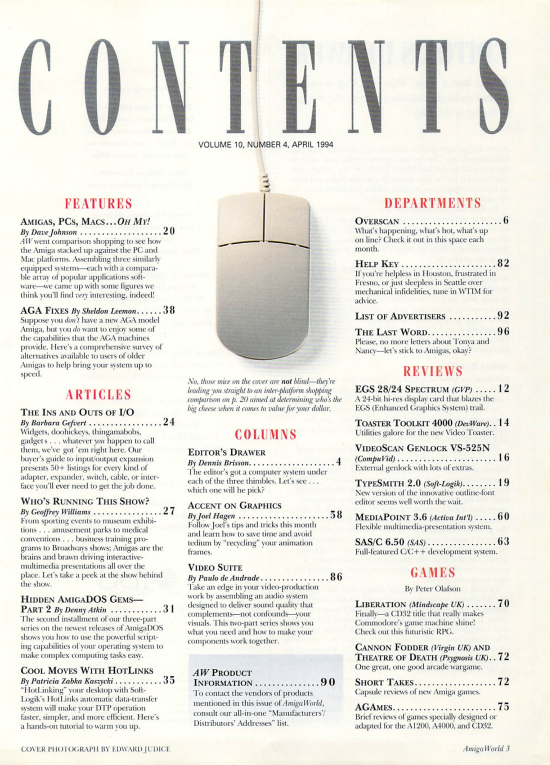 CONTENTS
VOLUME 10, NUMBER 4, APRIL 1994
FEATURES
AMIGAS, PCS, MACS...OH MY!
By Dave Johnson ...................20
AW went comparison shopping to see how
the Amiga stacked up against the PC and
Mac platforms. Assembling three similarly
equipped systems—each with a compara-
ble array of popular applications soft-
ware—we came up with some figures we
think you'll find very interesting, indeed!
AGA FIXES By Sheldon Leemon......38
Suppose you don't have a new AGA model
Amiga, but you do want to enjoy some of
the capabilities that the AGA machines
provide. Here's a comprehensive survey of
alternatives available to users of older
Amigas to help bring your system up to
speed.
ARTICLES
THE INS AND OUTS OF I/O
By Barbara Gefvert .................24
Widgets, doohickeys, thingamahobs,
gadgets . . . whatever you happen to call
them, we've got 'em right here. Our
buyer's guide to input/output expansion
presents 50+ listings for every kind of
adapter, expander, switch, cable, or inter-
face you'll ever need to get the job done.
WHO'S RUNNING THIS SHOW?
By Geoffrey Williams ................27
From sporting events to museum exhibi-
tions . . . amusement parks to medical
conventions . . . business training pro-
grams to Broadways shows; Amigas are the
brains and brawn driving interactive-
multimedia presentations all over the
place. Let's take a peek at the show behind
the show.
HIDDEN AMIGADOS GEMS—
PART 2 By Denny Atkin ............31
The second installment of our three-part
series on the newest releases of AmigaDOS
shows you how to use the powerful script-
ing capabilities of your operating system to
make complex computing tasks easy.
COOL MOVES WITH HOTLINKS
By Patricia Zabka Kaszycki ..........35
"HotLinking" your desktop with Soft-
Logik's HotLinks automatic data-transfer
system will make your DTP operation
faster, simpler, and more efficient. Here's
a hands-on tutorial to warm you up.
No, those mice on the cover are not blind—they're
leading you straight to an inter-platform shopping
comparison on p. 20 aimed at determining who's the
big cheese when it comes to value for your dollar.
COLUMNS
EDITOR'S DRAWER
By Dennis Brisson....................4
The editor's got a computer system under
each of the three thimbles. Let's see . . .
which one will he pick?
ACCENT ON GRAPHICS
By Joel Hagen ......................58
Follow Joel's tips and tricks this month
and learn how to save time and avoid
tedium by "recycling" your animation
frames.
VIDEO SUITE
By Paulo de Andrade.................86
Take an edge in your video-production
work by assembling an audio system
designed to deliver sound quality that
complements—not confounds—your
visuals. This two-part series shows you
what you need and how to make your
components work together.
AW PRODUCT
INFORMATION ...............90
To contact the vendors of products
mentioned in this issue of AmigaWorld,
consult our all-in-one "Manufacturers'/
Distributors' Addresses" list.
DEPARTMENTS
OVERSCAN .......................6
What's happening, what's hot, what's up
on line? Check it out in this space each
month.
HELP KEY ......................82
If you're helpless in Houston, frustrated in
Fresno, or just sleepless in Seattle over
mechanical infidelities, tune in WTIM for
advice.
LIST OF ADVERTISERS ...........92
THE LAST WORD................96
Please, no more letters about Tonya and
Nancy—let's stick to Amigas, okay?
REVIEWS
EGS 28/24 SPECTRUM (GVP) .....12
A 24-bit hi-res display card that blazes the
EGS (Enhanced Graphics System) trail.
TOASTER TOOLKIT 4000 (DevWare)..14
Utilities galore for the new Video Toaster.
VIDEOSCAN GENLOCK VS-525N
(CompuVid) .......................16
External genlock with lots of extras.
TYPESMITH 2.0 (Soft-Logik)........19
New version of the innovative outline-font
editor seems well worth the wait.
MEDIAPOINT 3.6 (Activa Int'l) .....60
Flexible multimedia-presentation system.
SAS/C 6.50 (SAS) .................63
Full-featured C/C++ development system.
GAMES
By Peter Olafson
LIBERATION (Mindscape UK) .......70
Finally—a CD32 title that really makes
Commodore's game machine shine!
Check out this futuristic RPG.
CANNON FODDER (Virgin UK) AND
THEATRE OF DEATH (Psygnosis UK)..72
One great, one good arcade wargame.
SHORT TAKES...................72
Capsule reviews of new Amiga games.
AGAMES.......................75
Brief reviews of games specially designed or
adapted for the A1200, A4000, and CD32.
COVER PHOTOGRAPH BY EDWARD JUDICE
AmigaWorld 3